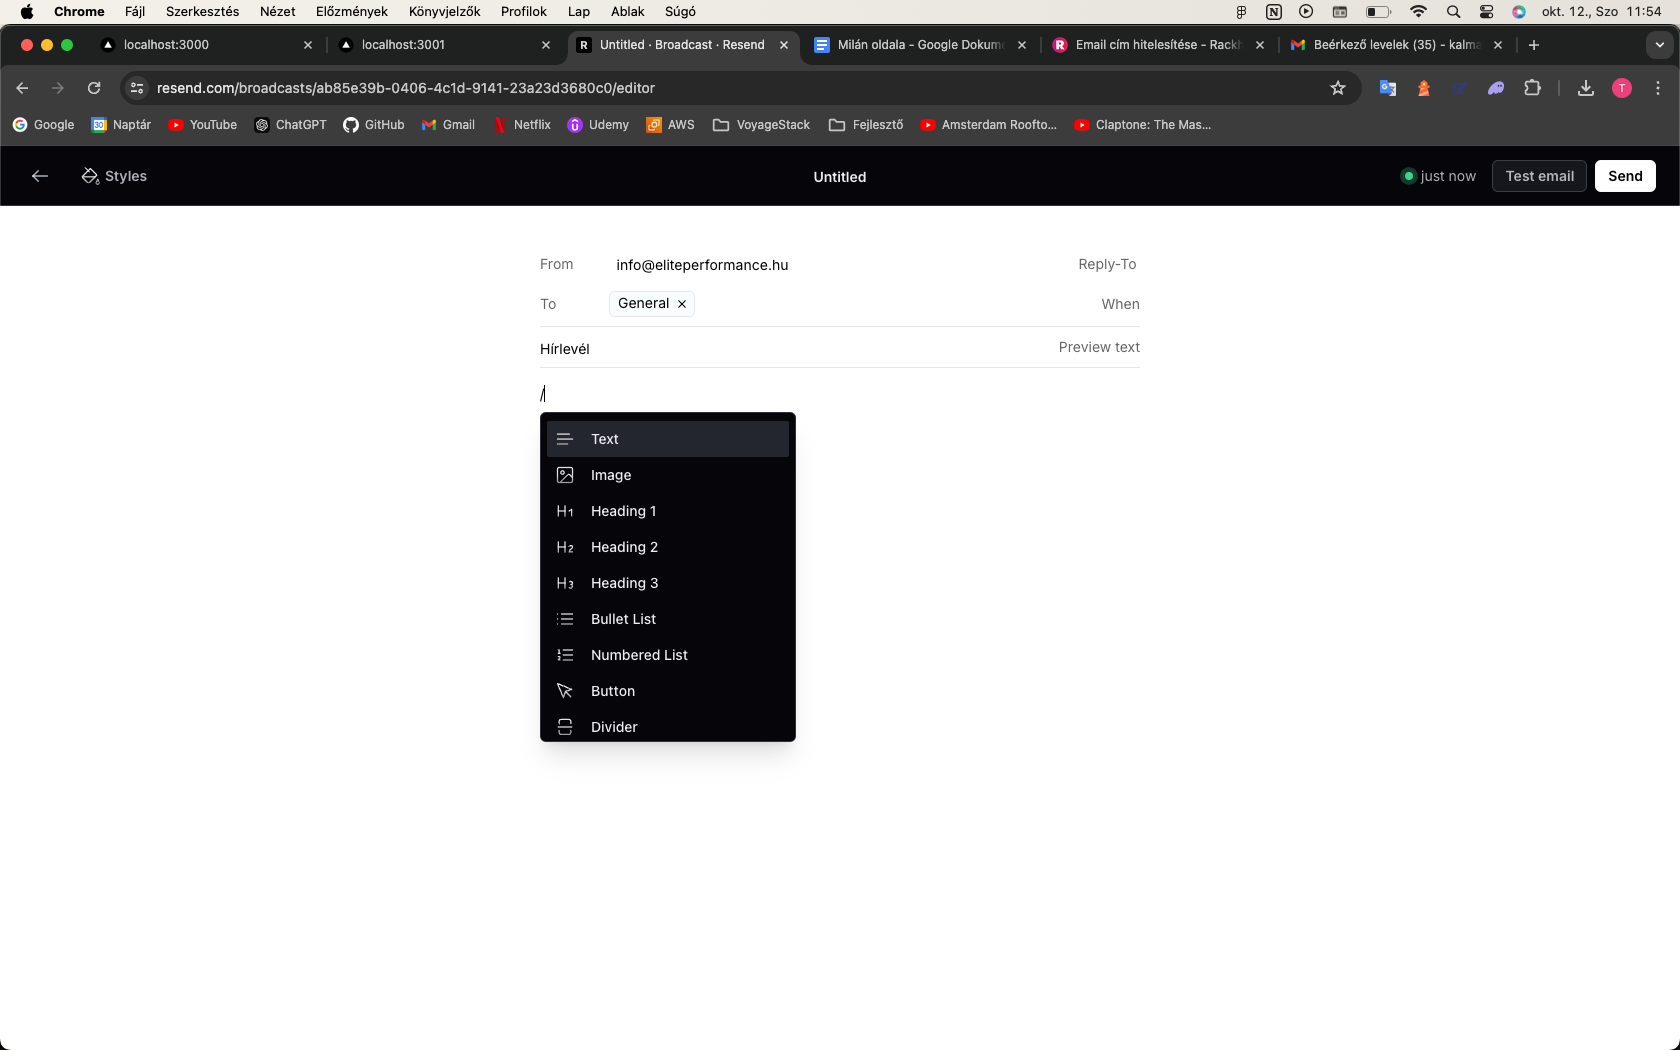 Chrome Fájl Szerkesztés Nézet Előzmények Könyvjelzők Profilok Lap Ablak Súgó okt. 12., Szo 11:54
localhost:3000 localhost:3001 Untitled · Broadcast · Resend Milán oldala - Google Dokume Email cím hitelesítése - Rackh Beérkező levelek (35) - kalma
resend.com/broadcasts/ab85e39b-0406-4c1d-9141-23a23d3680c0/editor T
Google Naptár YouTube ChatGPT GitHub Gmail Netflix Udemy AWS VoyageStack Fejlesztő Amsterdam Roofto... Claptone: The Mas...
Styles Untitled just now Test email Send
From info@eliteperformance.hu Reply-To
To General When
Hírlevél Preview text
/
Text
Image
H1 Heading 1
H2 Heading 2
H3 Heading 3
Bullet List
Numbered List
Button
Divider